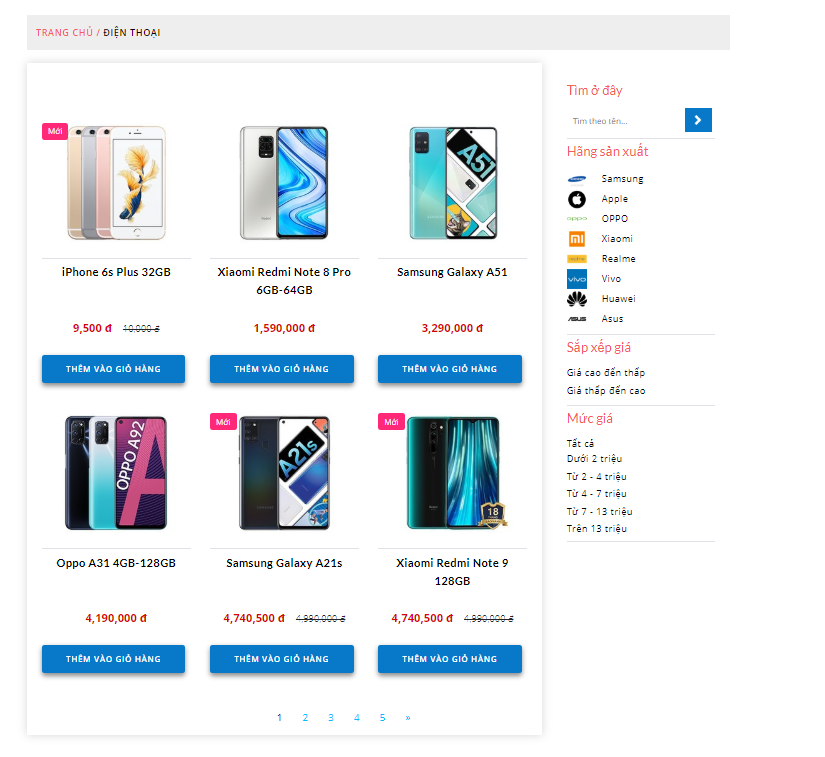 TRANG CHỦ / ĐIỆN THOẠI
Mới
A51
iPhone 6s Plus 32GB
Xiaomi Redmi Note 8 Pro
6GB-64GB
Samsung Galaxy A51
9,500 đ 10,000 đ
1,590,000 đ
3,290,000 đ
THÊM VÀO GIỎ HÀNG
THÊM VÀO GIỎ HÀNG
THÊM VÀO GIỎ HÀNG
OPPO A92
A
Mới
A21s
Mới
18
Oppo A31 4GB-128GB
Samsung Galaxy A21s
Xiaomi Redmi Note 9
128GB
4,190,000 đ
4,740,500 đ 4,990,000 đ
4,740,500 đ 4,990,000 đ
THÊM VÀO GIỎ HÀNG
THÊM VÀO GIỎ HÀNG
THÊM VÀO GIỎ HÀNG
1 2 3 4 5 »
Tìm ở đây
Tìm theo tên...
Hãng sản xuất
Samsung
Apple
oppo OPPO
mi Xiaomi
Realme
vivo Vivo
Huawei
ASUS Asus
Sắp xếp giá
Giá cao đến thấp
Giá thấp đến cao
Mức giá
Tất cả
Dưới 2 triệu
Từ 2 - 4 triệu
Từ 4 - 7 triệu
Từ 7 - 13 triệu
Trên 13 triệu